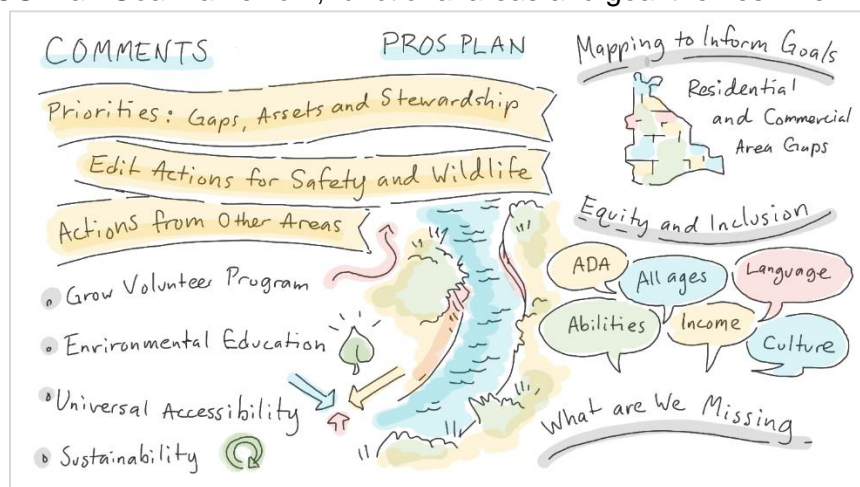 COMMENTS
PROS PLAN
Priorities: Gaps, Assets and Stewardship
Edit Actions for Safety and Wildlife
Actions from Other Areas
Grow Volunteer Program
Environmental Education
Universal Accessibility
Sustainability
Mapping to Inform Goals
Residential
and Commercial
Area Gaps
Equity and Inclusion
ADA
All ages
Language
Abilities
Income
Culture
What are We Missing